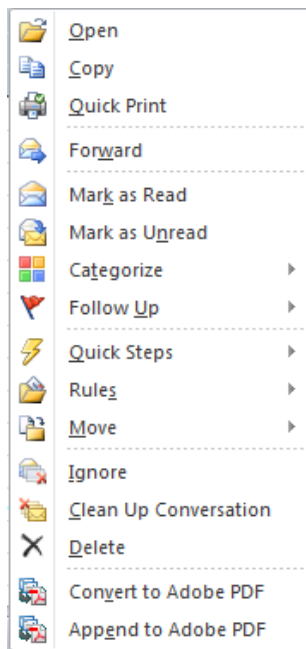 Open
Copy
Quick Print
Forward
Mark as Read
Mark as Unread
Categorize
Follow Up
Quick Steps
Rules
Move
Ignore
Clean Up Conversation
Delete
Convert to Adobe PDF
Append to Adobe PDF